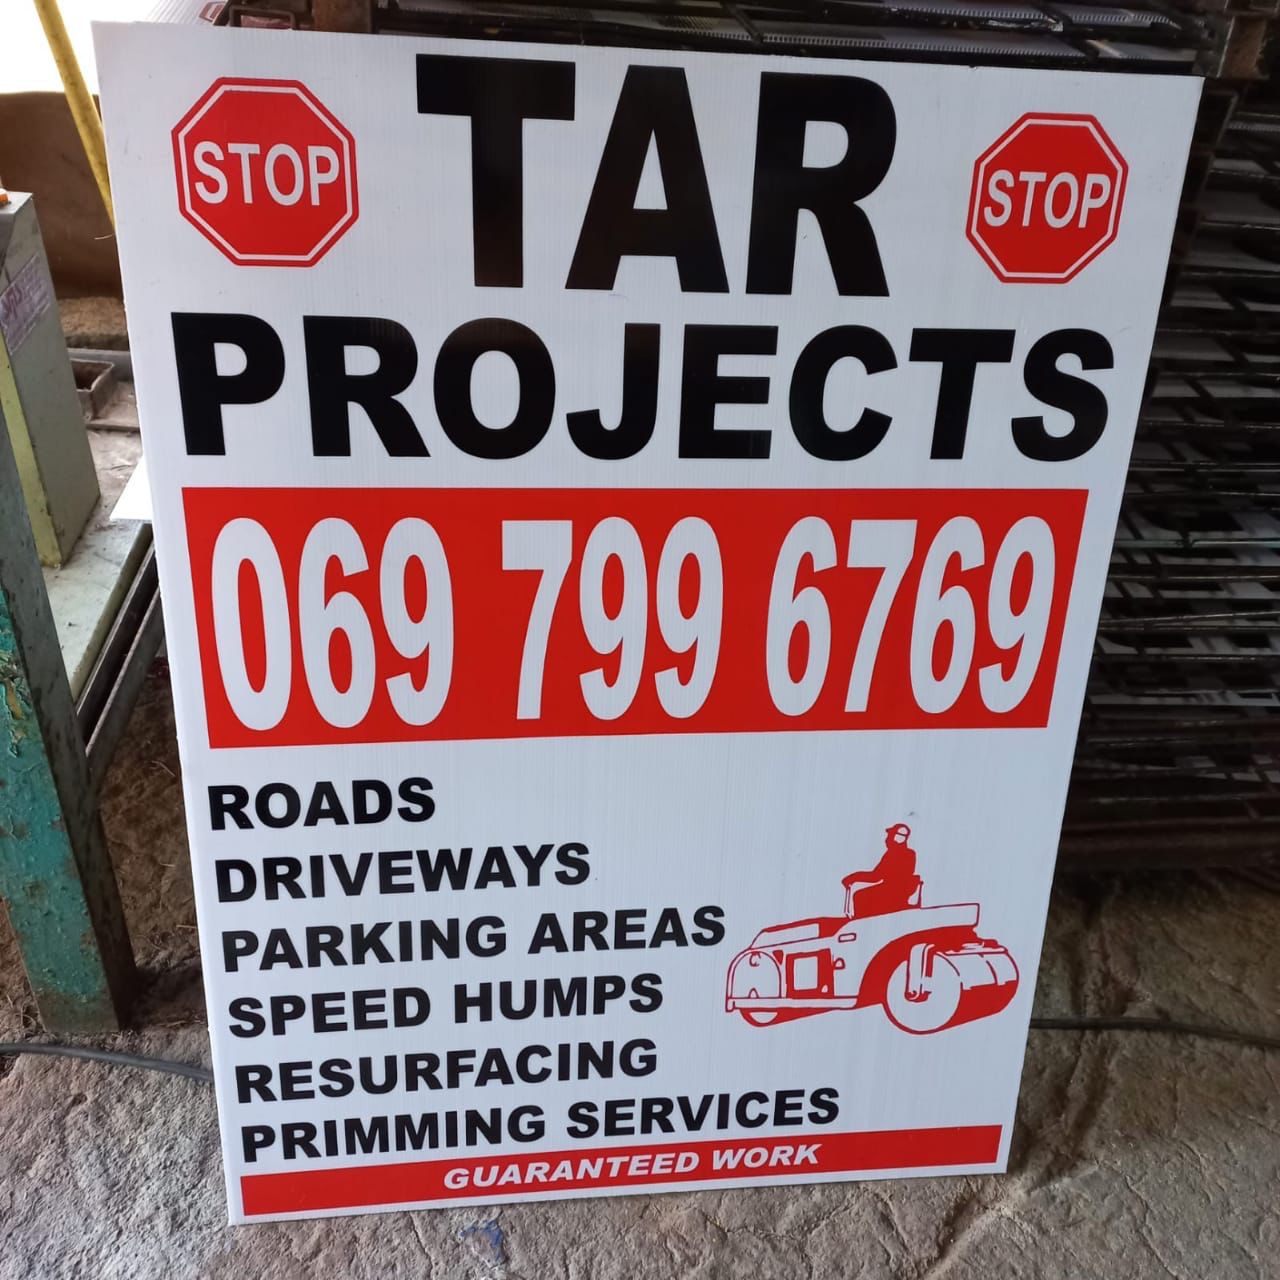 STOP TAR STOP
PROJECTS
069 799 6769
ROADS
DRIVEWAYS
PARKING AREAS
SPEED HUMPS
RESURFACING
PRIMMING SERVICES
GUARANTEED WORK